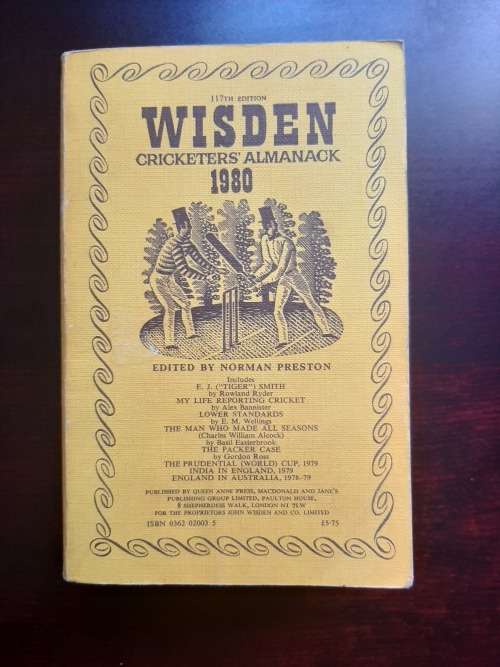 117TH EDITION
WISDEN
CRICKETERS' ALMANACK
1980
EDITED BY NORMAN PRESTON
Includes
E. J. ("TIGER") SMITH
by Rowland Ryder
MY LIFE REPORTING CRICKET
by Alex Bannister
LOWER STANDARDS
by E. M. Wellings
THE MAN WHO MADE ALL SEASONS
(Charles William Alcock)
by Basil Easterbrook
THE PACKER CASE
by Gordon Ross
THE PRUDENTIAL (WORLD) CUP, 1979
INDIA IN ENGLAND, 1979
ENGLAND IN AUSTRALIA, 1978-79
PUBLISHED BY QUEEN ANNE PRESS, MACDONALD AND JANE'S
PUBLISHING GROUP LIMITED, PAULTON HOUSE,
8 SHEPHERDESS WALK, LONDON N1 7LW
FOR THE PROPRIETORS JOHN WISDEN AND CO. LIMITED
ISBN 0362 02003 5 £5·75